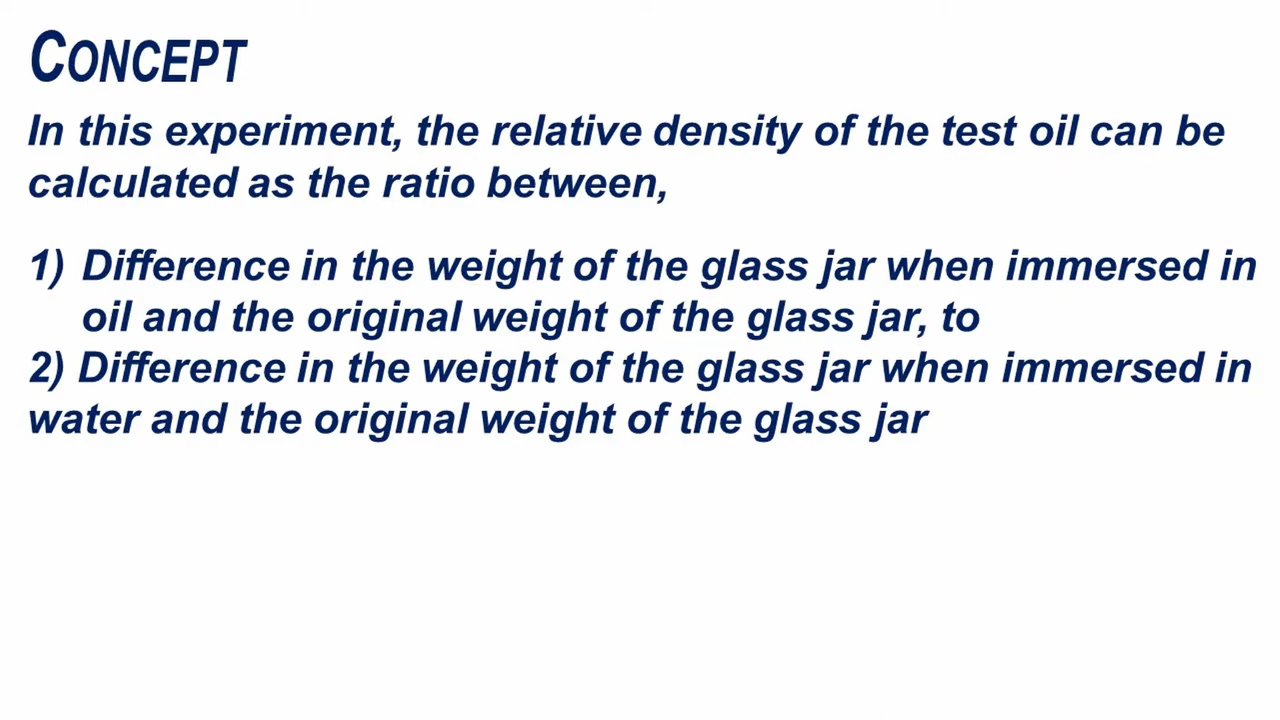 CONCEPT
In this experiment, the relative density of the test oil can be
calculated as the ratio between,
1) Difference in the weight of the glass jar when immersed in
oil and the original weight of the glass jar, to
2) Difference in the weight of the glass jar when immersed in
water and the original weight of the glass jar